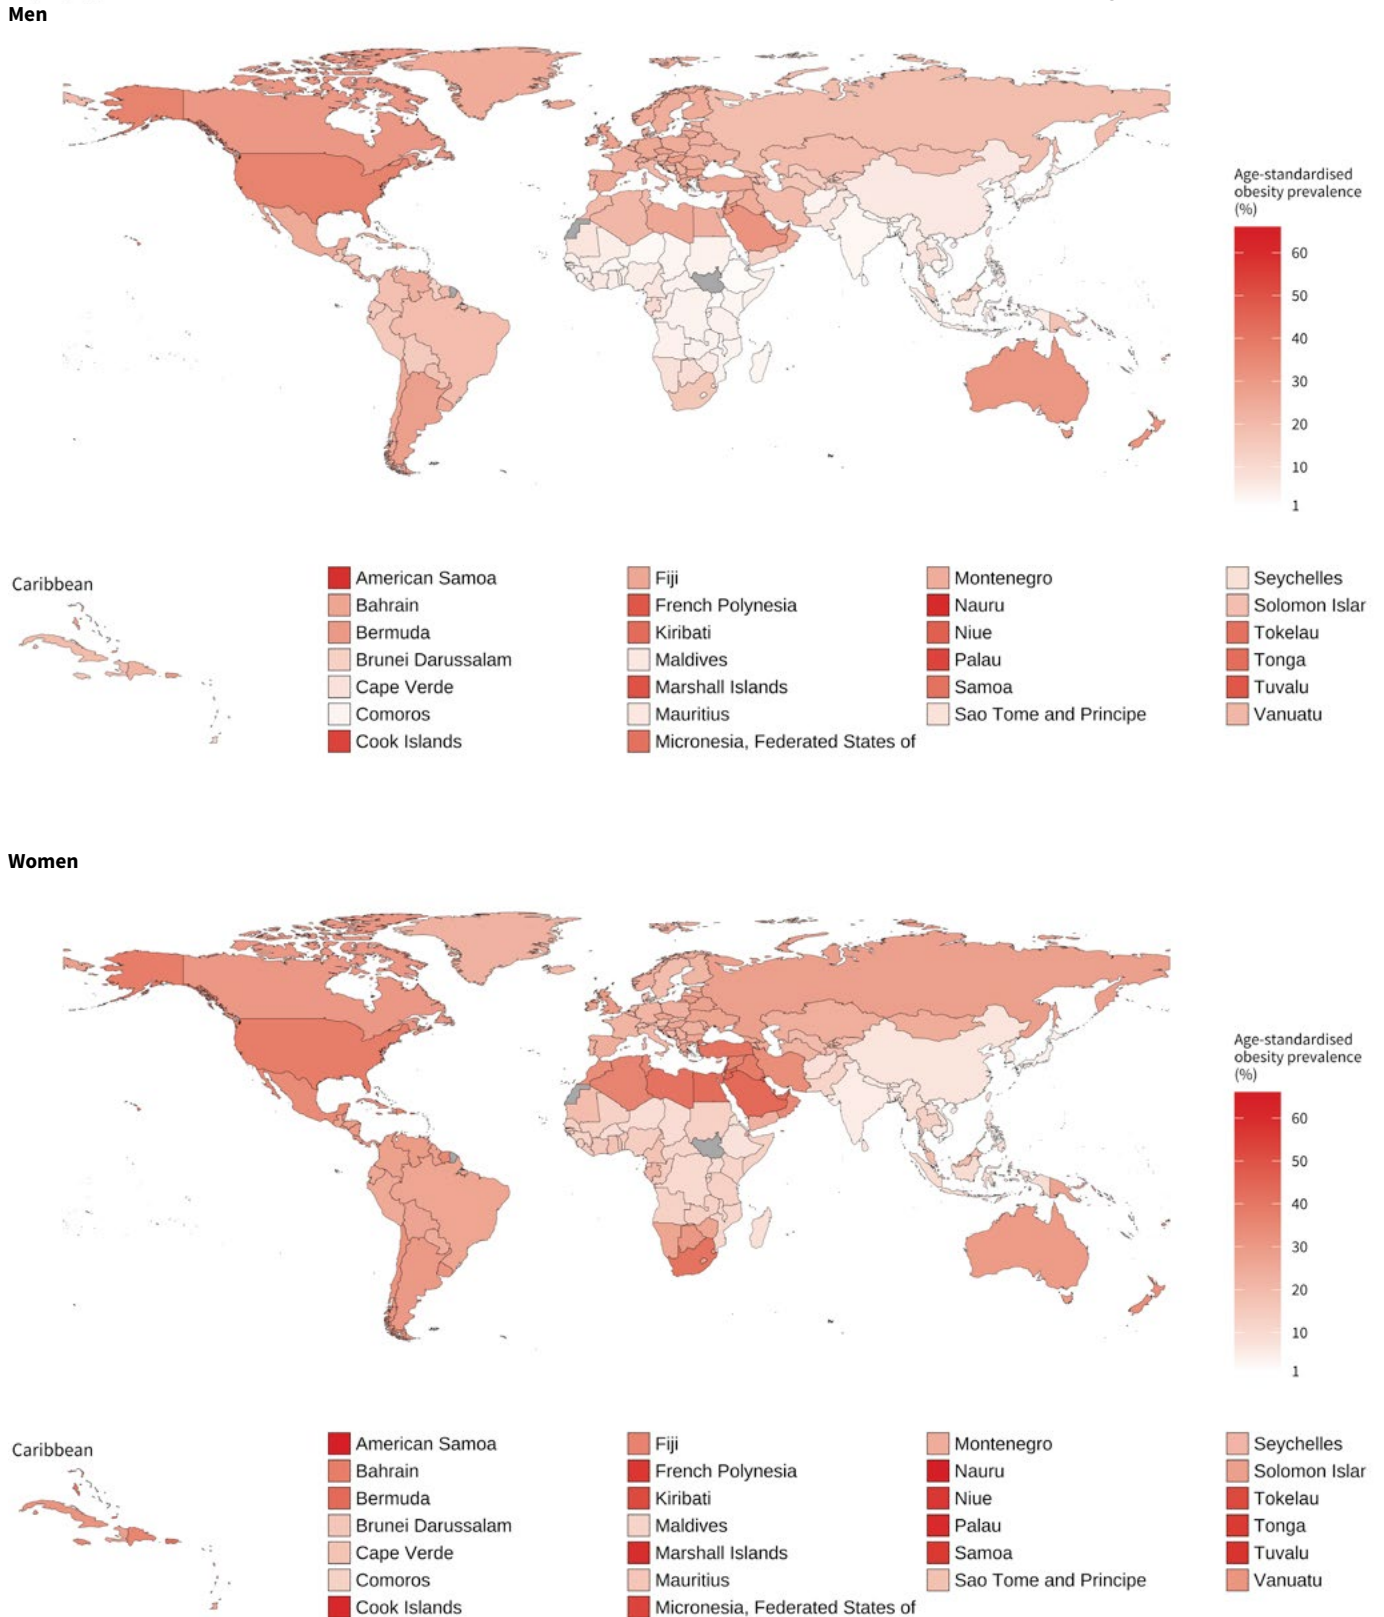 Men
Age-standardised
obesity prevalence
(%)
60
50
40
30
20
10
1
Caribbean
American Samoa
Bahrain
Bermuda
Brunei Darussalam
Cape Verde
Comoros
Cook Islands
Fiji
French Polynesia
Kiribati
Maldives
Marshall Islands
Mauritius
Micronesia, Federated States of
Montenegro
Nauru
Niue
Palau
Samoa
Sao Tome and Principe
Seychelles
Solomon Islar
Tokelau
Tonga
Tuvalu
Vanuatu
Women
Age-standardised
obesity prevalence
(%)
60
50
40
30
20
10
1
Caribbean
American Samoa
Bahrain
Bermuda
Brunei Darussalam
Cape Verde
Comoros
Cook Islands
Fiji
French Polynesia
Kiribati
Maldives
Marshall Islands
Mauritius
Micronesia, Federated States of
Montenegro
Nauru
Niue
Palau
Samoa
Sao Tome and Principe
Seychelles
Solomon Islar
Tokelau
Tonga
Tuvalu
Vanuatu